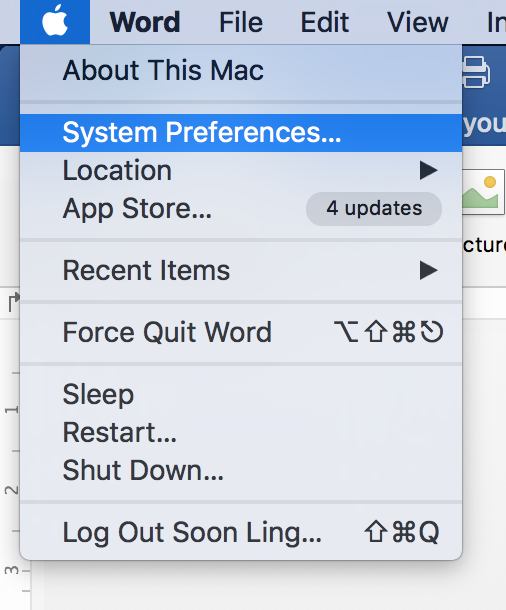 Word File Edit View In
About This Mac
you
System Preferences...
Location
App Store... 4 updates
cture
Recent Items
Force Quit Word ⌥⇧⌘⎋
1
Sleep
Restart...
Shut Down...
2
Log Out Soon Ling... ⇧⌘Q
3